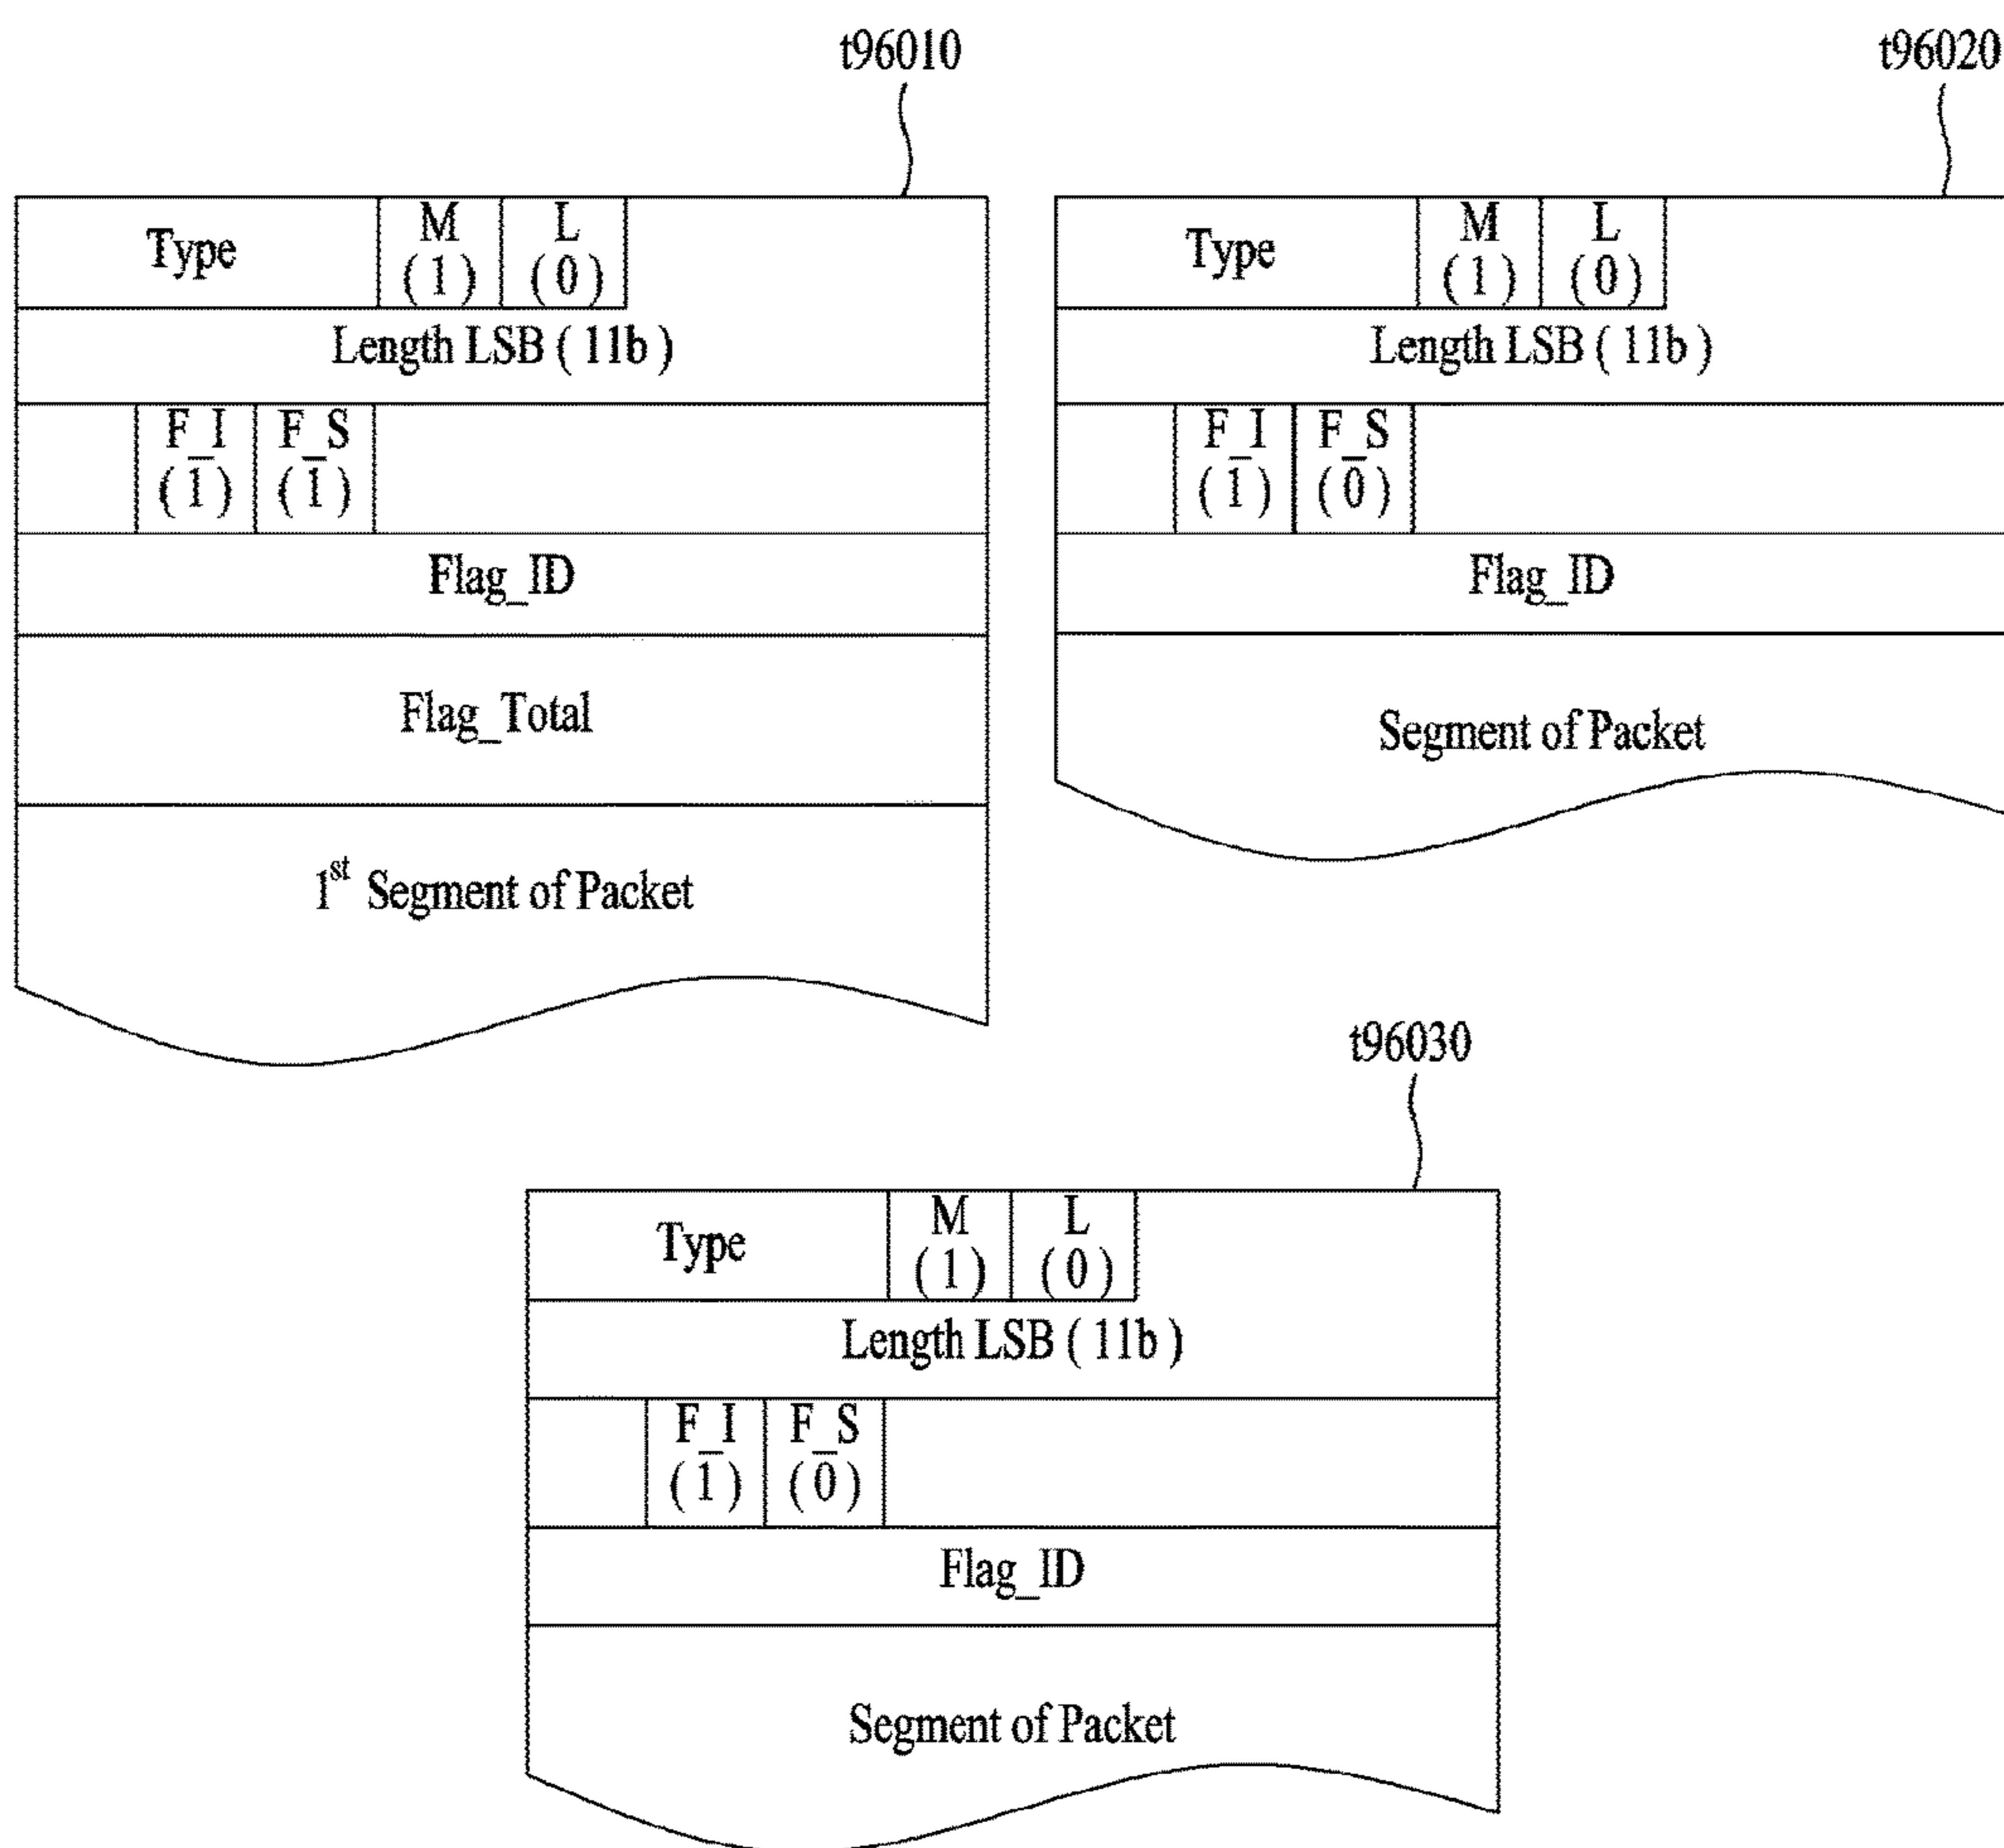 t96010
Type
M
(1)
L
(0)
Length LSB ( 11b )
F_I
(1)
F_S
(1)
Flag_ID
Flag_Total
1st Segment of Packet
t96020
Type
M
(1)
L
(0)
Length LSB ( 11b )
F_I
(1)
F_S
(0)
Flag_ID
Segment of Packet
t96030
Type
M
(1)
L
(0)
Length LSB ( 11b )
F_I
(1)
F_S
(0)
Flag_ID
Segment of Packet